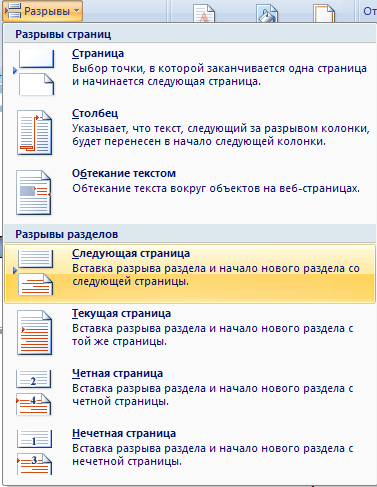 Разрывы
От
Разрывы страниц
Страница
Выбор точки, в которой заканчивается одна страница
и начинается следующая страница.
Столбец
Указывает, что текст, следующий за разрывом колонки,
будет перенесен в начало следующей колонки.
Обтекание текстом
Обтекание текста вокруг объектов на веб-страницах.
Разрывы разделов
Следующая страница
Вставка разрыва раздела и начало нового раздела со
следующей страницы.
Текущая страница
Вставка разрыва раздела и начало нового раздела с
той же страницы.
2
4
Четная страница
Вставка разрыва раздела и начало нового раздела с
четной страницы.
1
3
Нечетная страница
Вставка разрыва раздела и начало нового раздела с
нечетной страницы.